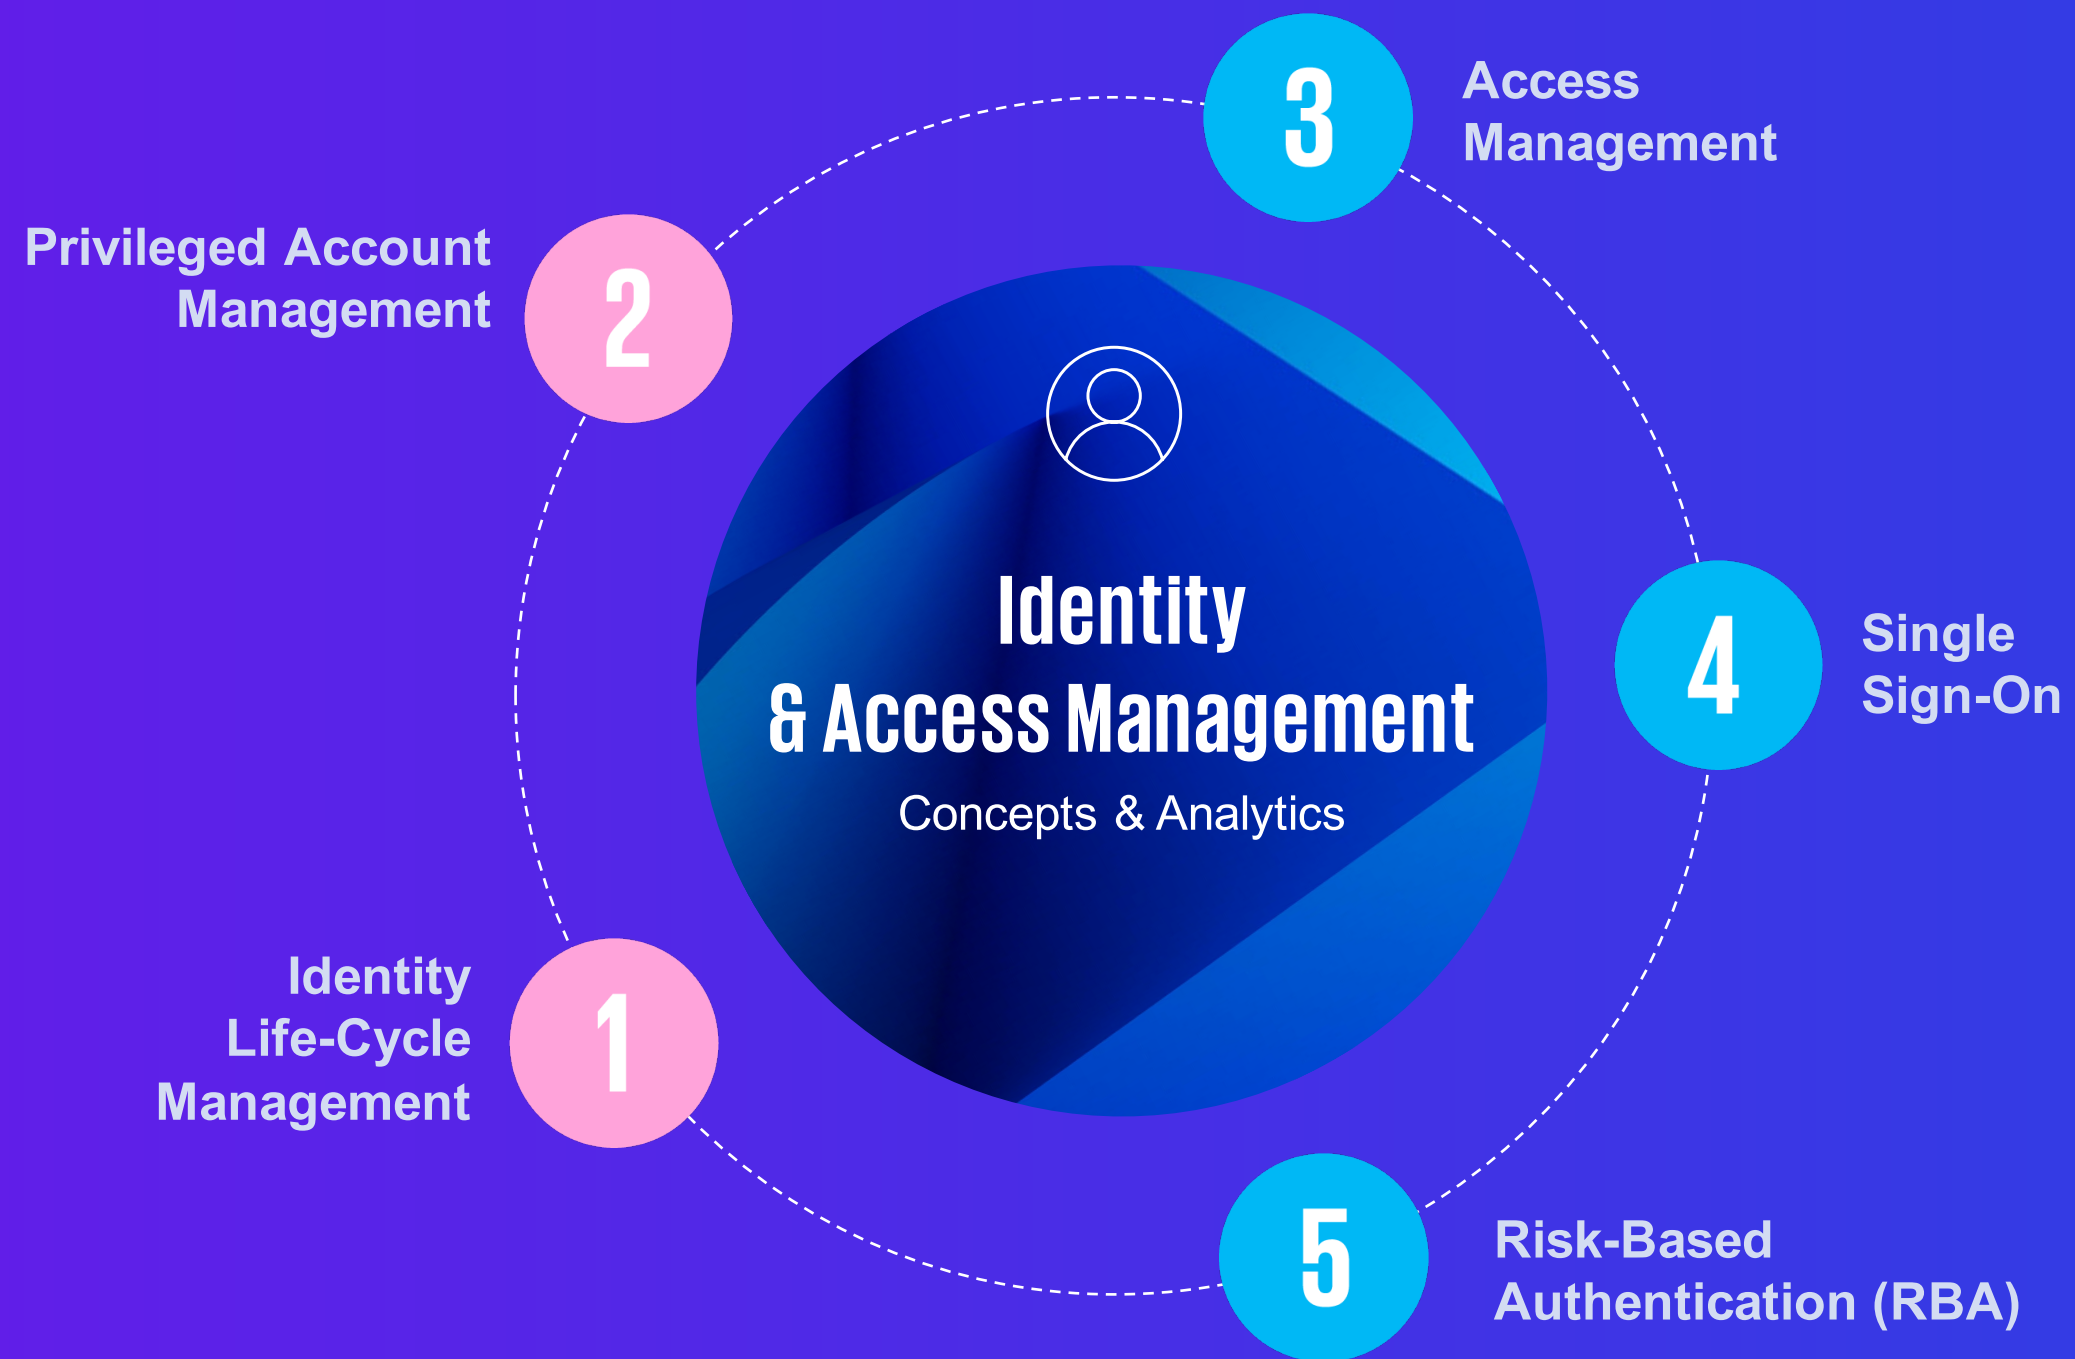 3
Access
Management
Privileged Account
Management
2
Identity
& Access Management
Concepts & Analytics
4
Single
Sign-On
Identity
Life-Cycle
Management
1
5
Risk-Based
Authentication (RBA)